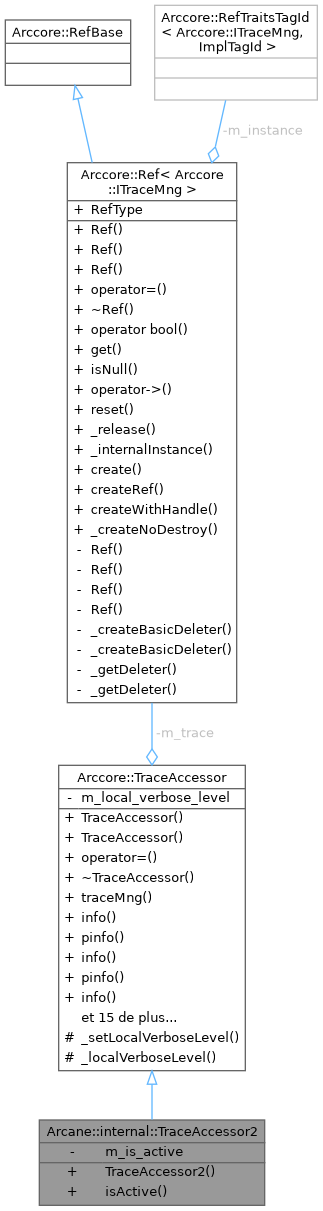 Arccore::RefBase
Arccore::RefTraitsTagId
< Arccore::ITraceMng,
ImplTagId >
-m_instance
Arccore::Ref< Arccore
::ITraceMng >
+ RefType
+ Ref()
+ Ref()
+ Ref()
+ operator=()
+ ~Ref()
+ operator bool()
+ get()
+ isNull()
+ operator->()
+ reset()
+ _release()
+ _internalInstance()
+ create()
+ createRef()
+ createWithHandle()
+ _createNoDestroy()
- Ref()
- Ref()
- Ref()
- Ref()
- _createBasicDeleter()
- _createBasicDeleter()
- _getDeleter()
- _getDeleter()
-m_trace
Arccore::TraceAccessor
- m_local_verbose_level
+ TraceAccessor()
+ TraceAccessor()
+ operator=()
+ ~TraceAccessor()
+ traceMng()
+ info()
+ pinfo()
+ info()
+ pinfo()
+ info()
et 15 de plus...
# _setLocalVerboseLevel()
# _localVerboseLevel()
Arcane::internal::TraceAccessor2
- m_is_active
+ TraceAccessor2()
+ isActive()